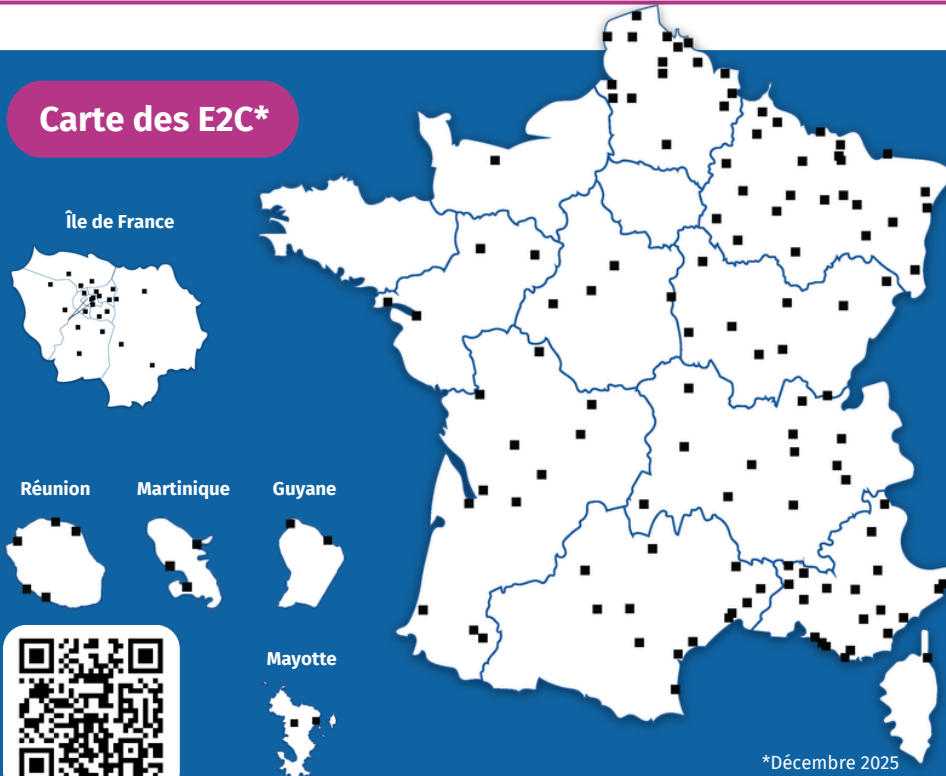 Carte des E2C*
Île de France
Réunion
Martinique
Guyane
Mayotte
*Décembre 2025